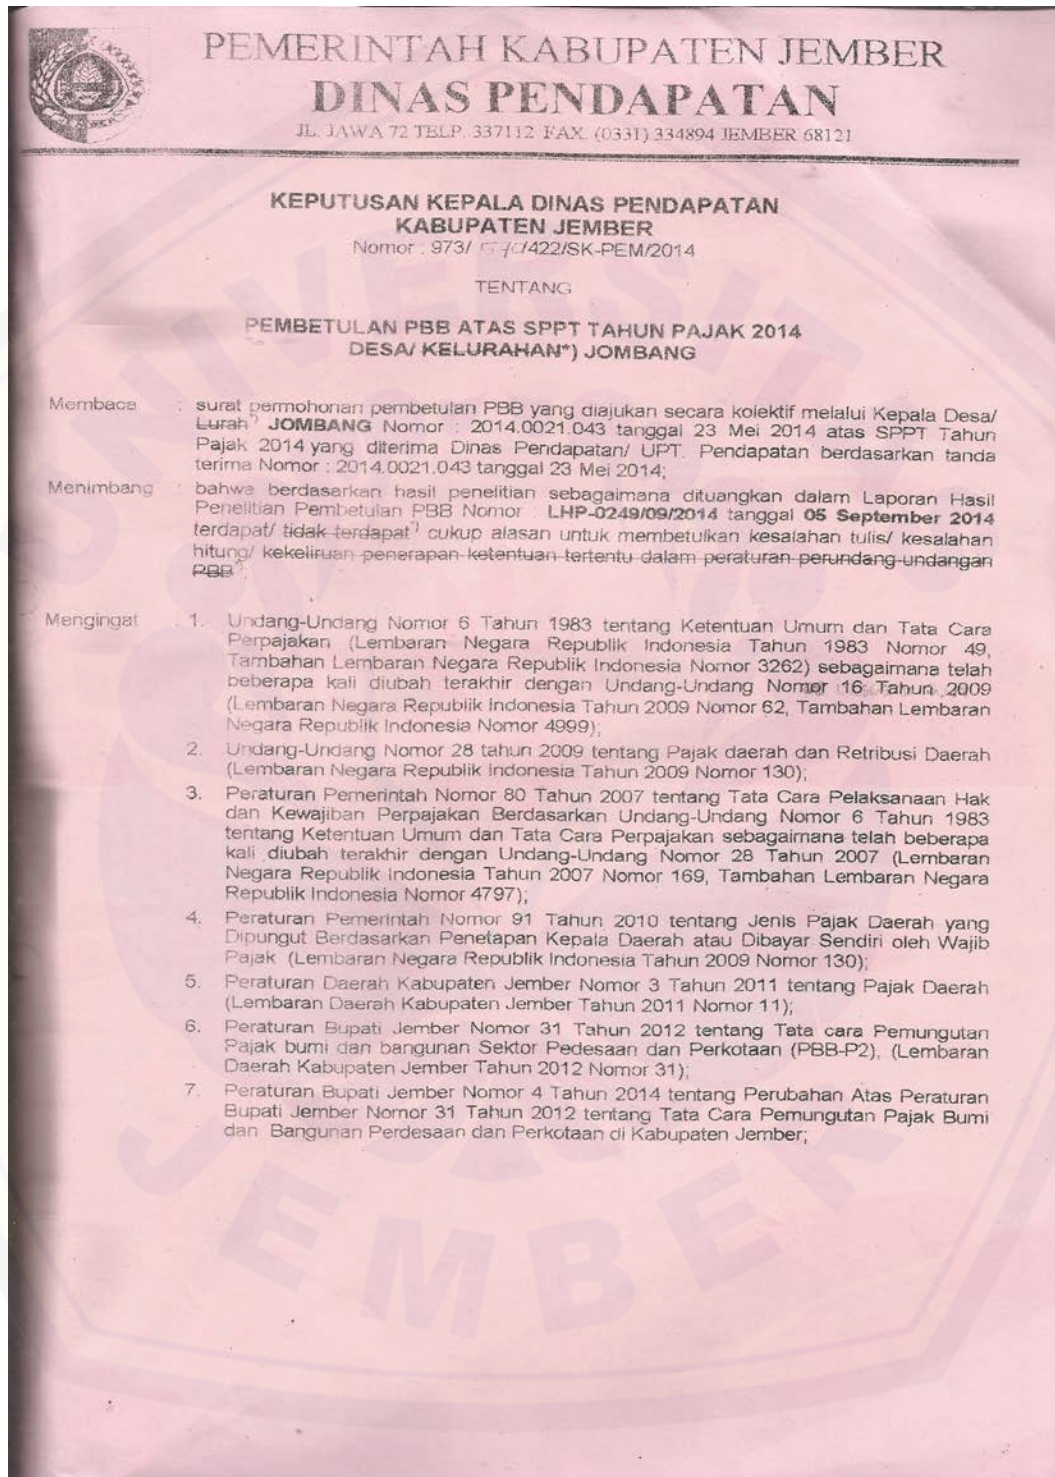 PEMERINTAH KABUPATEN JEMBER
DINAS PENDAPATAN
JL. JAWA 72 TELP. 337112 FAX. (0331) 334894 JEMBER 68121
KEPUTUSAN KEPALA DINAS PENDAPATAN
KABUPATEN JEMBER
Nomor : 973/ /422/SK-PEM/2014
TENTANG
PEMBETULAN PBB ATAS SPPT TAHUN PAJAK 2014
DESA/ KELURAHAN*) JOMBANG
Membaca : surat permohonan pembetulan PBB yang diajukan secara kolektif melalui Kepala Desa/
Lurah*) JOMBANG Nomor : 2014.0021.043 tanggal 23 Mei 2014 atas SPPT Tahun
Pajak 2014 yang diterima Dinas Pendapatan/ UPT. Pendapatan berdasarkan tanda
terima Nomor : 2014.0021.043 tanggal 23 Mei 2014;
Menimbang : bahwa berdasarkan hasil penelitian sebagaimana dituangkan dalam Laporan Hasil
Penelitian Pembetulan PBB Nomor : LHP-0249/09/2014 tanggal 05 September 2014
terdapat/ tidak terdapat*) cukup alasan untuk membetulkan kesalahan tulis/ kesalahan
hitung/ kekeliruan penerapan ketentuan tertentu dalam peraturan perundang-undangan
PBB*).
Mengingat : 1. Undang-Undang Nomor 6 Tahun 1983 tentang Ketentuan Umum dan Tata Cara
Perpajakan (Lembaran Negara Republik Indonesia Tahun 1983 Nomor 49,
Tambahan Lembaran Negara Republik Indonesia Nomor 3262) sebagaimana telah
beberapa kali diubah terakhir dengan Undang-Undang Nomor 16 Tahun 2009
(Lembaran Negara Republik Indonesia Tahun 2009 Nomor 62, Tambahan Lembaran
Negara Republik Indonesia Nomor 4999);
2. Undang-Undang Nomor 28 tahun 2009 tentang Pajak daerah dan Retribusi Daerah
(Lembaran Negara Republik Indonesia Tahun 2009 Nomor 130);
3. Peraturan Pemerintah Nomor 80 Tahun 2007 tentang Tata Cara Pelaksanaan Hak
dan Kewajiban Perpajakan Berdasarkan Undang-Undang Nomor 6 Tahun 1983
tentang Ketentuan Umum dan Tata Cara Perpajakan sebagaimana telah beberapa
kali diubah terakhir dengan Undang-Undang Nomor 28 Tahun 2007 (Lembaran
Negara Republik Indonesia Tahun 2007 Nomor 169, Tambahan Lembaran Negara
Republik Indonesia Nomor 4797);
4. Peraturan Pemerintah Nomor 91 Tahun 2010 tentang Jenis Pajak Daerah yang
Dipungut Berdasarkan Penetapan Kepala Daerah atau Dibayar Sendiri oleh Wajib
Pajak (Lembaran Negara Republik Indonesia Tahun 2009 Nomor 130);
5. Peraturan Daerah Kabupaten Jember Nomor 3 Tahun 2011 tentang Pajak Daerah
(Lembaran Daerah Kabupaten Jember Tahun 2011 Nomor 11);
6. Peraturan Bupati Jember Nomor 31 Tahun 2012 tentang Tata cara Pemungutan
Pajak bumi dan bangunan Sektor Pedesaan dan Perkotaan (PBB-P2), (Lembaran
Daerah Kabupaten Jember Tahun 2012 Nomor 31);
7. Peraturan Bupati Jember Nomor 4 Tahun 2014 tentang Perubahan Atas Peraturan
Bupati Jember Nomor 31 Tahun 2012 tentang Tata Cara Pemungutan Pajak Bumi
dan Bangunan Perdesaan dan Perkotaan di Kabupaten Jember;
UNIVERSITAS
JEMBER